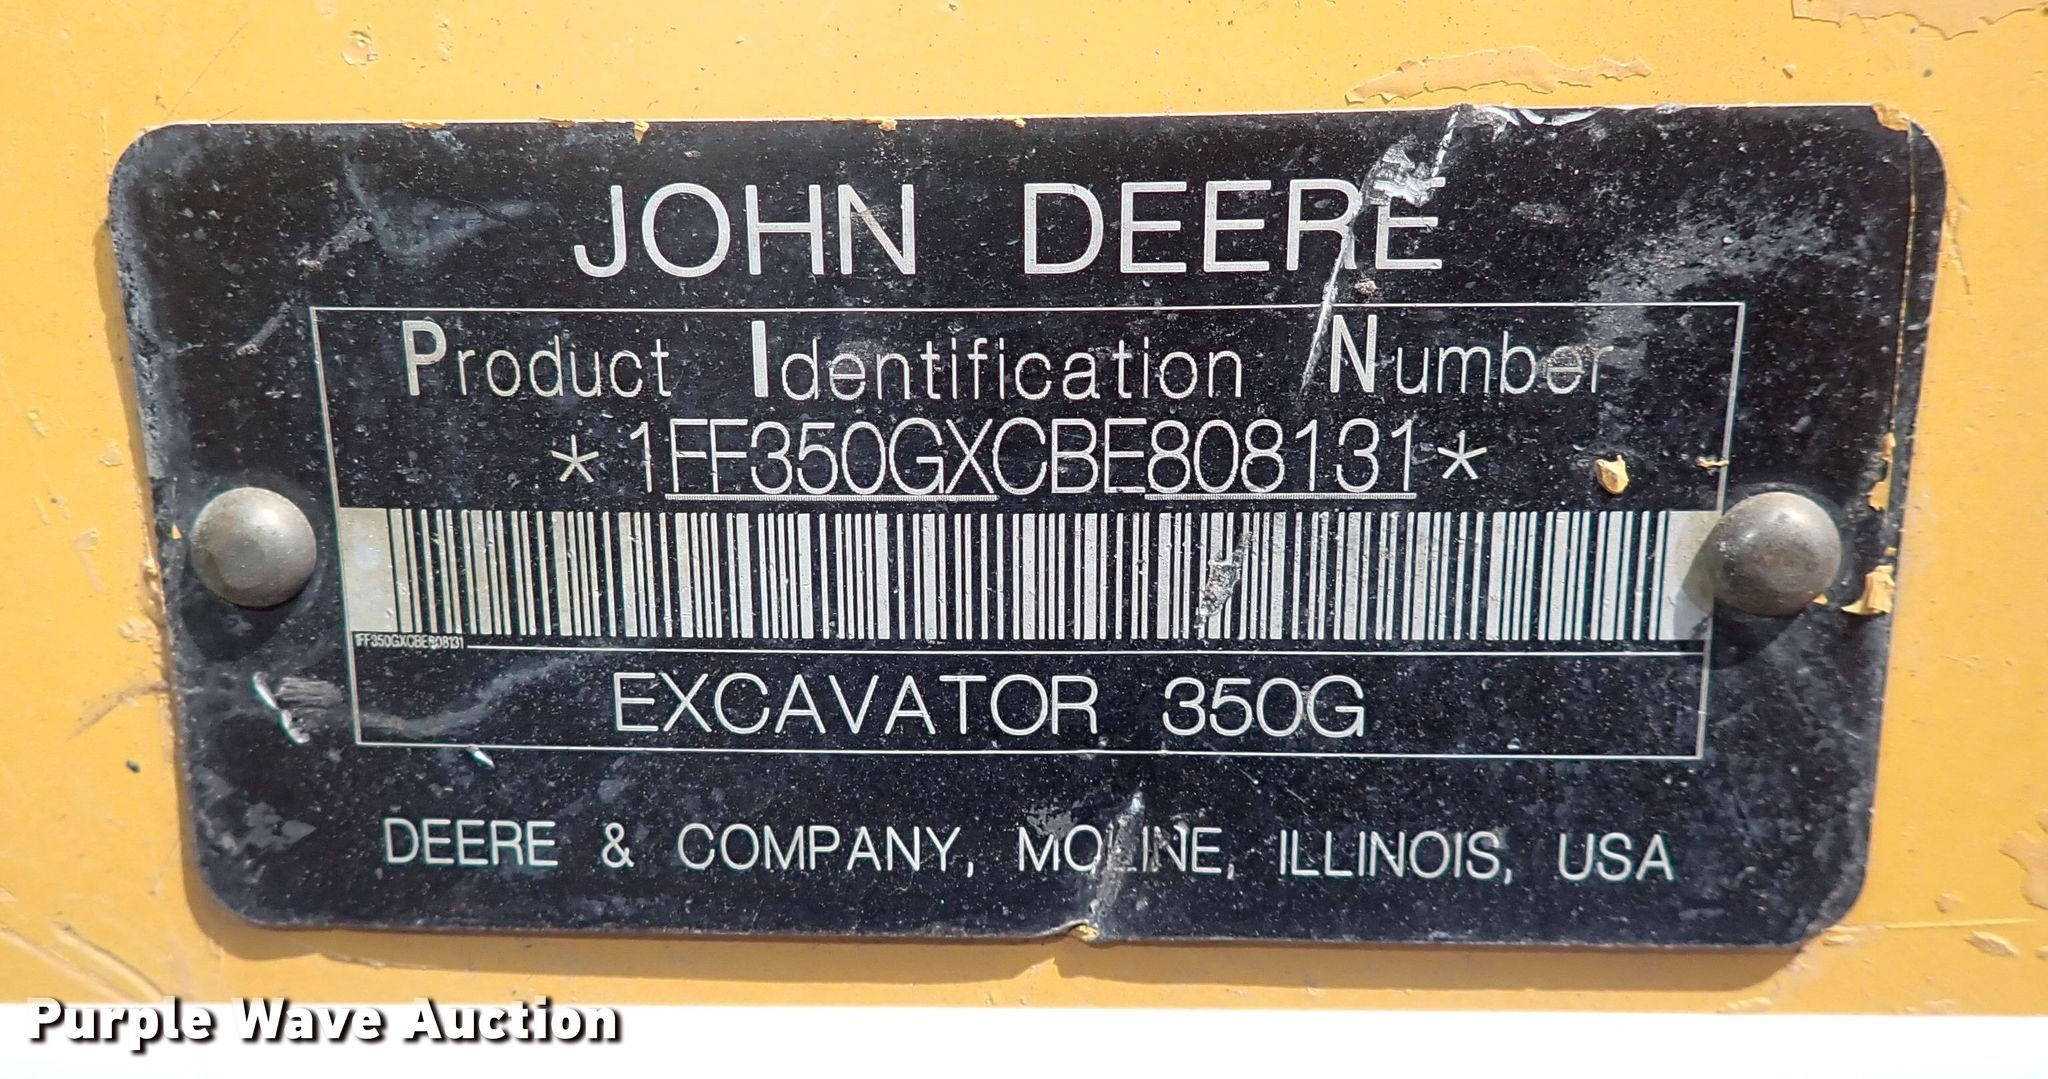 JOHN DEERE
Product Identification Number
*1FF350GXCBE808131*
1FF350GXCBE808131
EXCAVATOR 350G
DEERE & COMPANY, MOLINE, ILLINOIS, USA
Purple Wave Auction